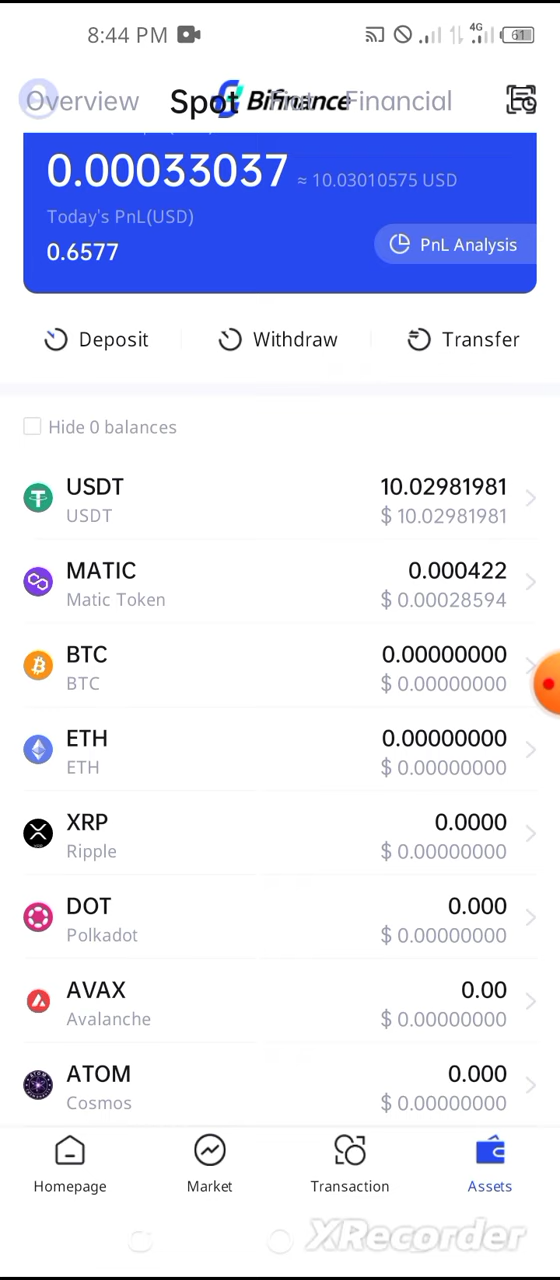 8:44 PM 4G 61
Overview Spot Bifinance Fiat Financial
0.00033037 ≈ 10.03010575 USD
Today's PnL(USD)
0.6577
PnL Analysis
Deposit Withdraw Transfer
Hide 0 balances
USDT 10.02981981
USDT $ 10.02981981
MATIC 0.000422
Matic Token $ 0.00028594
BTC 0.00000000
BTC $ 0.00000000
ETH 0.00000000
ETH $ 0.00000000
XRP 0.0000
Ripple $ 0.00000000
DOT 0.000
Polkadot $ 0.00000000
AVAX 0.00
Avalanche $ 0.00000000
ATOM 0.000
Cosmos $ 0.00000000
Homepage Market Transaction Assets
XRecorder